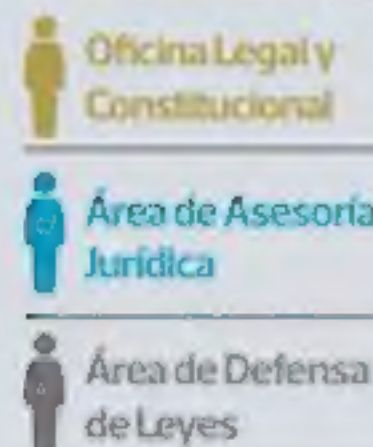 Oficina Legal y
Constitucional
Área de Asesoría
Jurídica
Área de Defensa
de Leyes